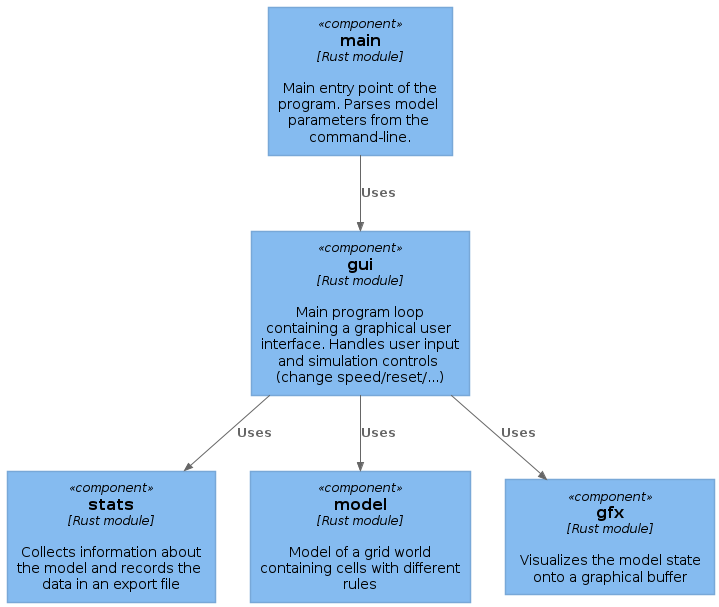 «component»
main
[Rust module]
Main entry point of the
program. Parses model
parameters from the
command-line.
Uses
«component»
gui
[Rust module]
Main program loop
containing a graphical user
interface. Handles user input
and simulation controls
(change speed/reset/...)
Uses
Uses
Uses
«component»
stats
[Rust module]
Collects information about
the model and records the
data in an export file
«component»
model
[Rust module]
Model of a grid world
containing cells with different
rules
«component»
gfx
[Rust module]
Visualizes the model state
onto a graphical buffer